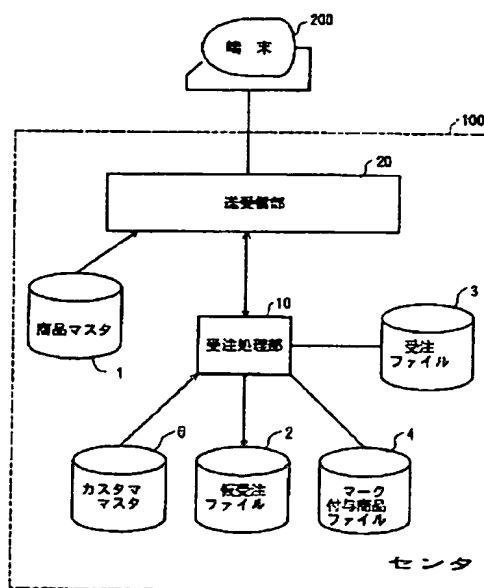 200
端末
100
20
送受信部
商品マスタ
1
10
受注処理部
3
受注
ファイル
6
カスタマ
マスタ
2
仮受注
ファイル
4
マーク
付与商品
ファイル
センタ